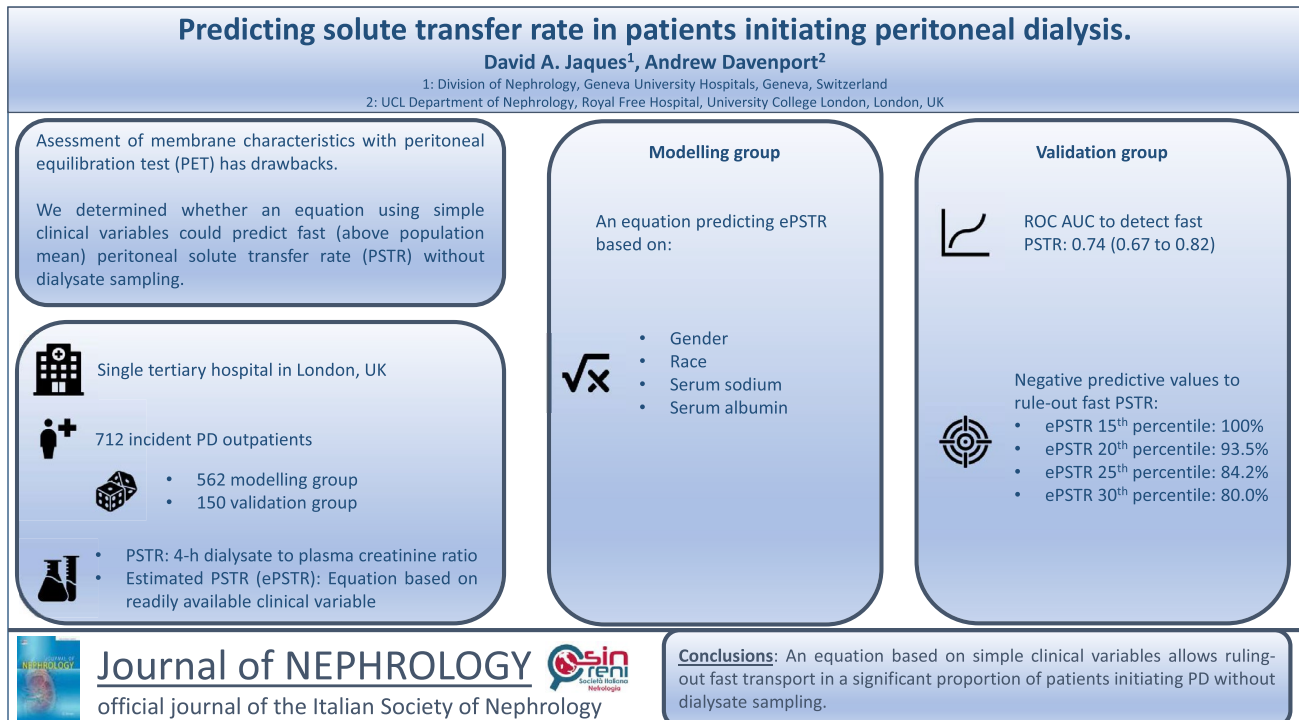 Predicting solute transfer rate in patients initiating peritoneal dialysis.
David A. Jaques1, Andrew Davenport2
1: Division of Nephrology, Geneva University Hospitals, Geneva, Switzerland
2: UCL Department of Nephrology, Royal Free Hospital, University College London, London, UK
Asessment of membrane characteristics with peritoneal
equilibration test (PET) has drawbacks.
We determined whether an equation using simple
clinical variables could predict fast (above population
mean) peritoneal solute transfer rate (PSTR) without
dialysate sampling.
Single tertiary hospital in London, UK
712 incident PD outpatients
• 562 modelling group
• 150 validation group
• PSTR: 4-h dialysate to plasma creatinine ratio
• Estimated PSTR (ePSTR): Equation based on
readily available clinical variable
Modelling group
An equation predicting ePSTR
based on:
√x
• Gender
• Race
• Serum sodium
• Serum albumin
Validation group
ROC AUC to detect fast
PSTR: 0.74 (0.67 to 0.82)
Negative predictive values to
rule-out fast PSTR:
• ePSTR 15th percentile: 100%
• ePSTR 20th percentile: 93.5%
• ePSTR 25th percentile: 84.2%
• ePSTR 30th percentile: 80.0%
NEPHROLOGY
Journal of NEPHROLOGY
official journal of the Italian Society of Nephrology
sin
reni
Società Italiana
Nefrologia
Conclusions: An equation based on simple clinical variables allows ruling-
out fast transport in a significant proportion of patients initiating PD without
dialysate sampling.